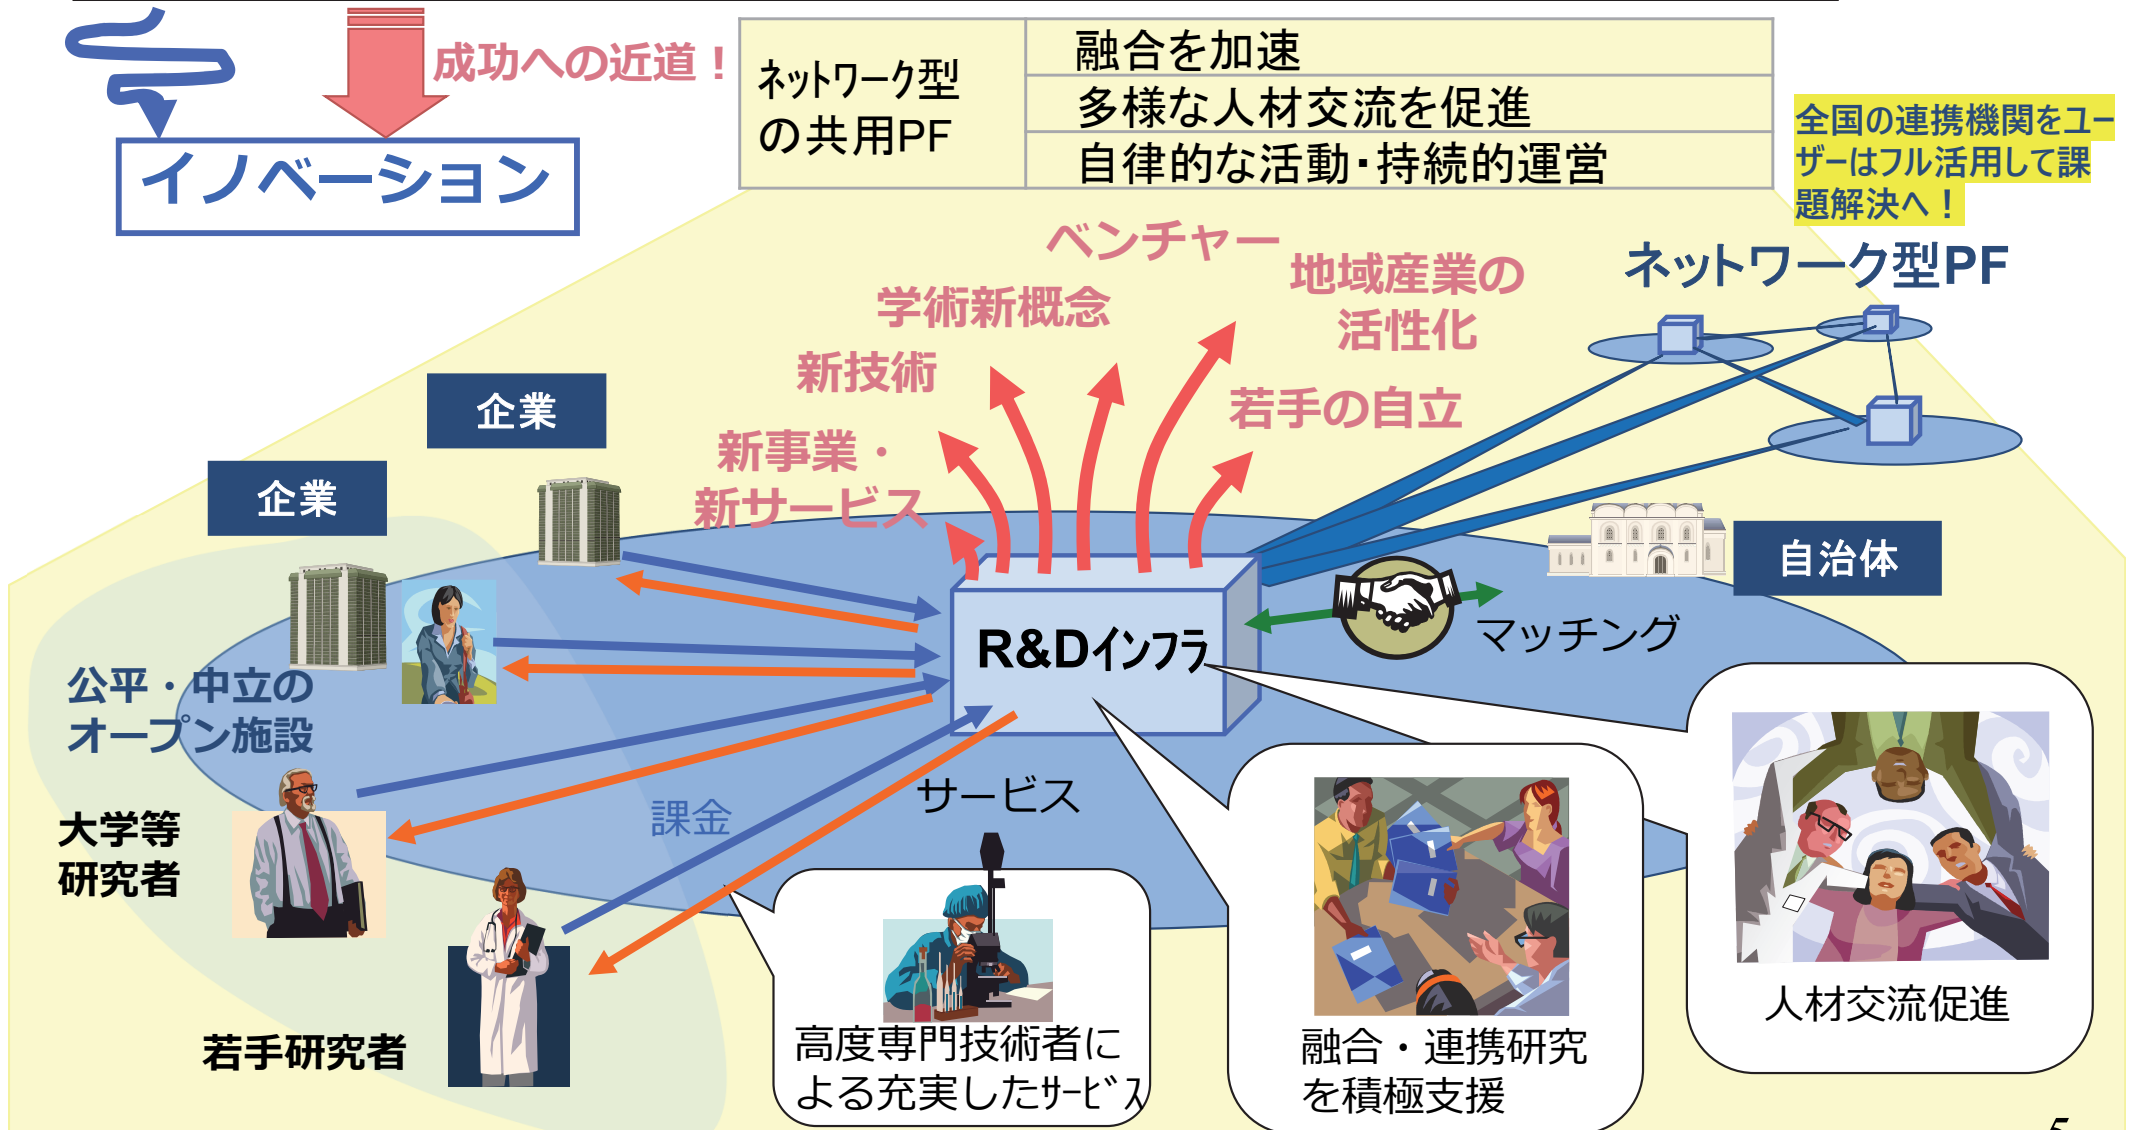 成功への近道！
イノベーション
ネットワーク型
の共用PF
融合を加速
多様な人材交流を促進
自律的な活動・持続的運営
全国の連携機関をユー
ザーはフル活用して課
題解決へ！
ネットワーク型PF
ベンチャー
地域産業の
活性化
学術新概念
新技術
若手の自立
新事業・
新サービス
企業
企業
自治体
R&Dインフラ
マッチング
公平・中立の
オープン施設
大学等
研究者
課金
サービス
若手研究者
高度専門技術者に
よる充実したｻｰﾋﾞｽ
融合・連携研究
を積極支援
人材交流促進
5